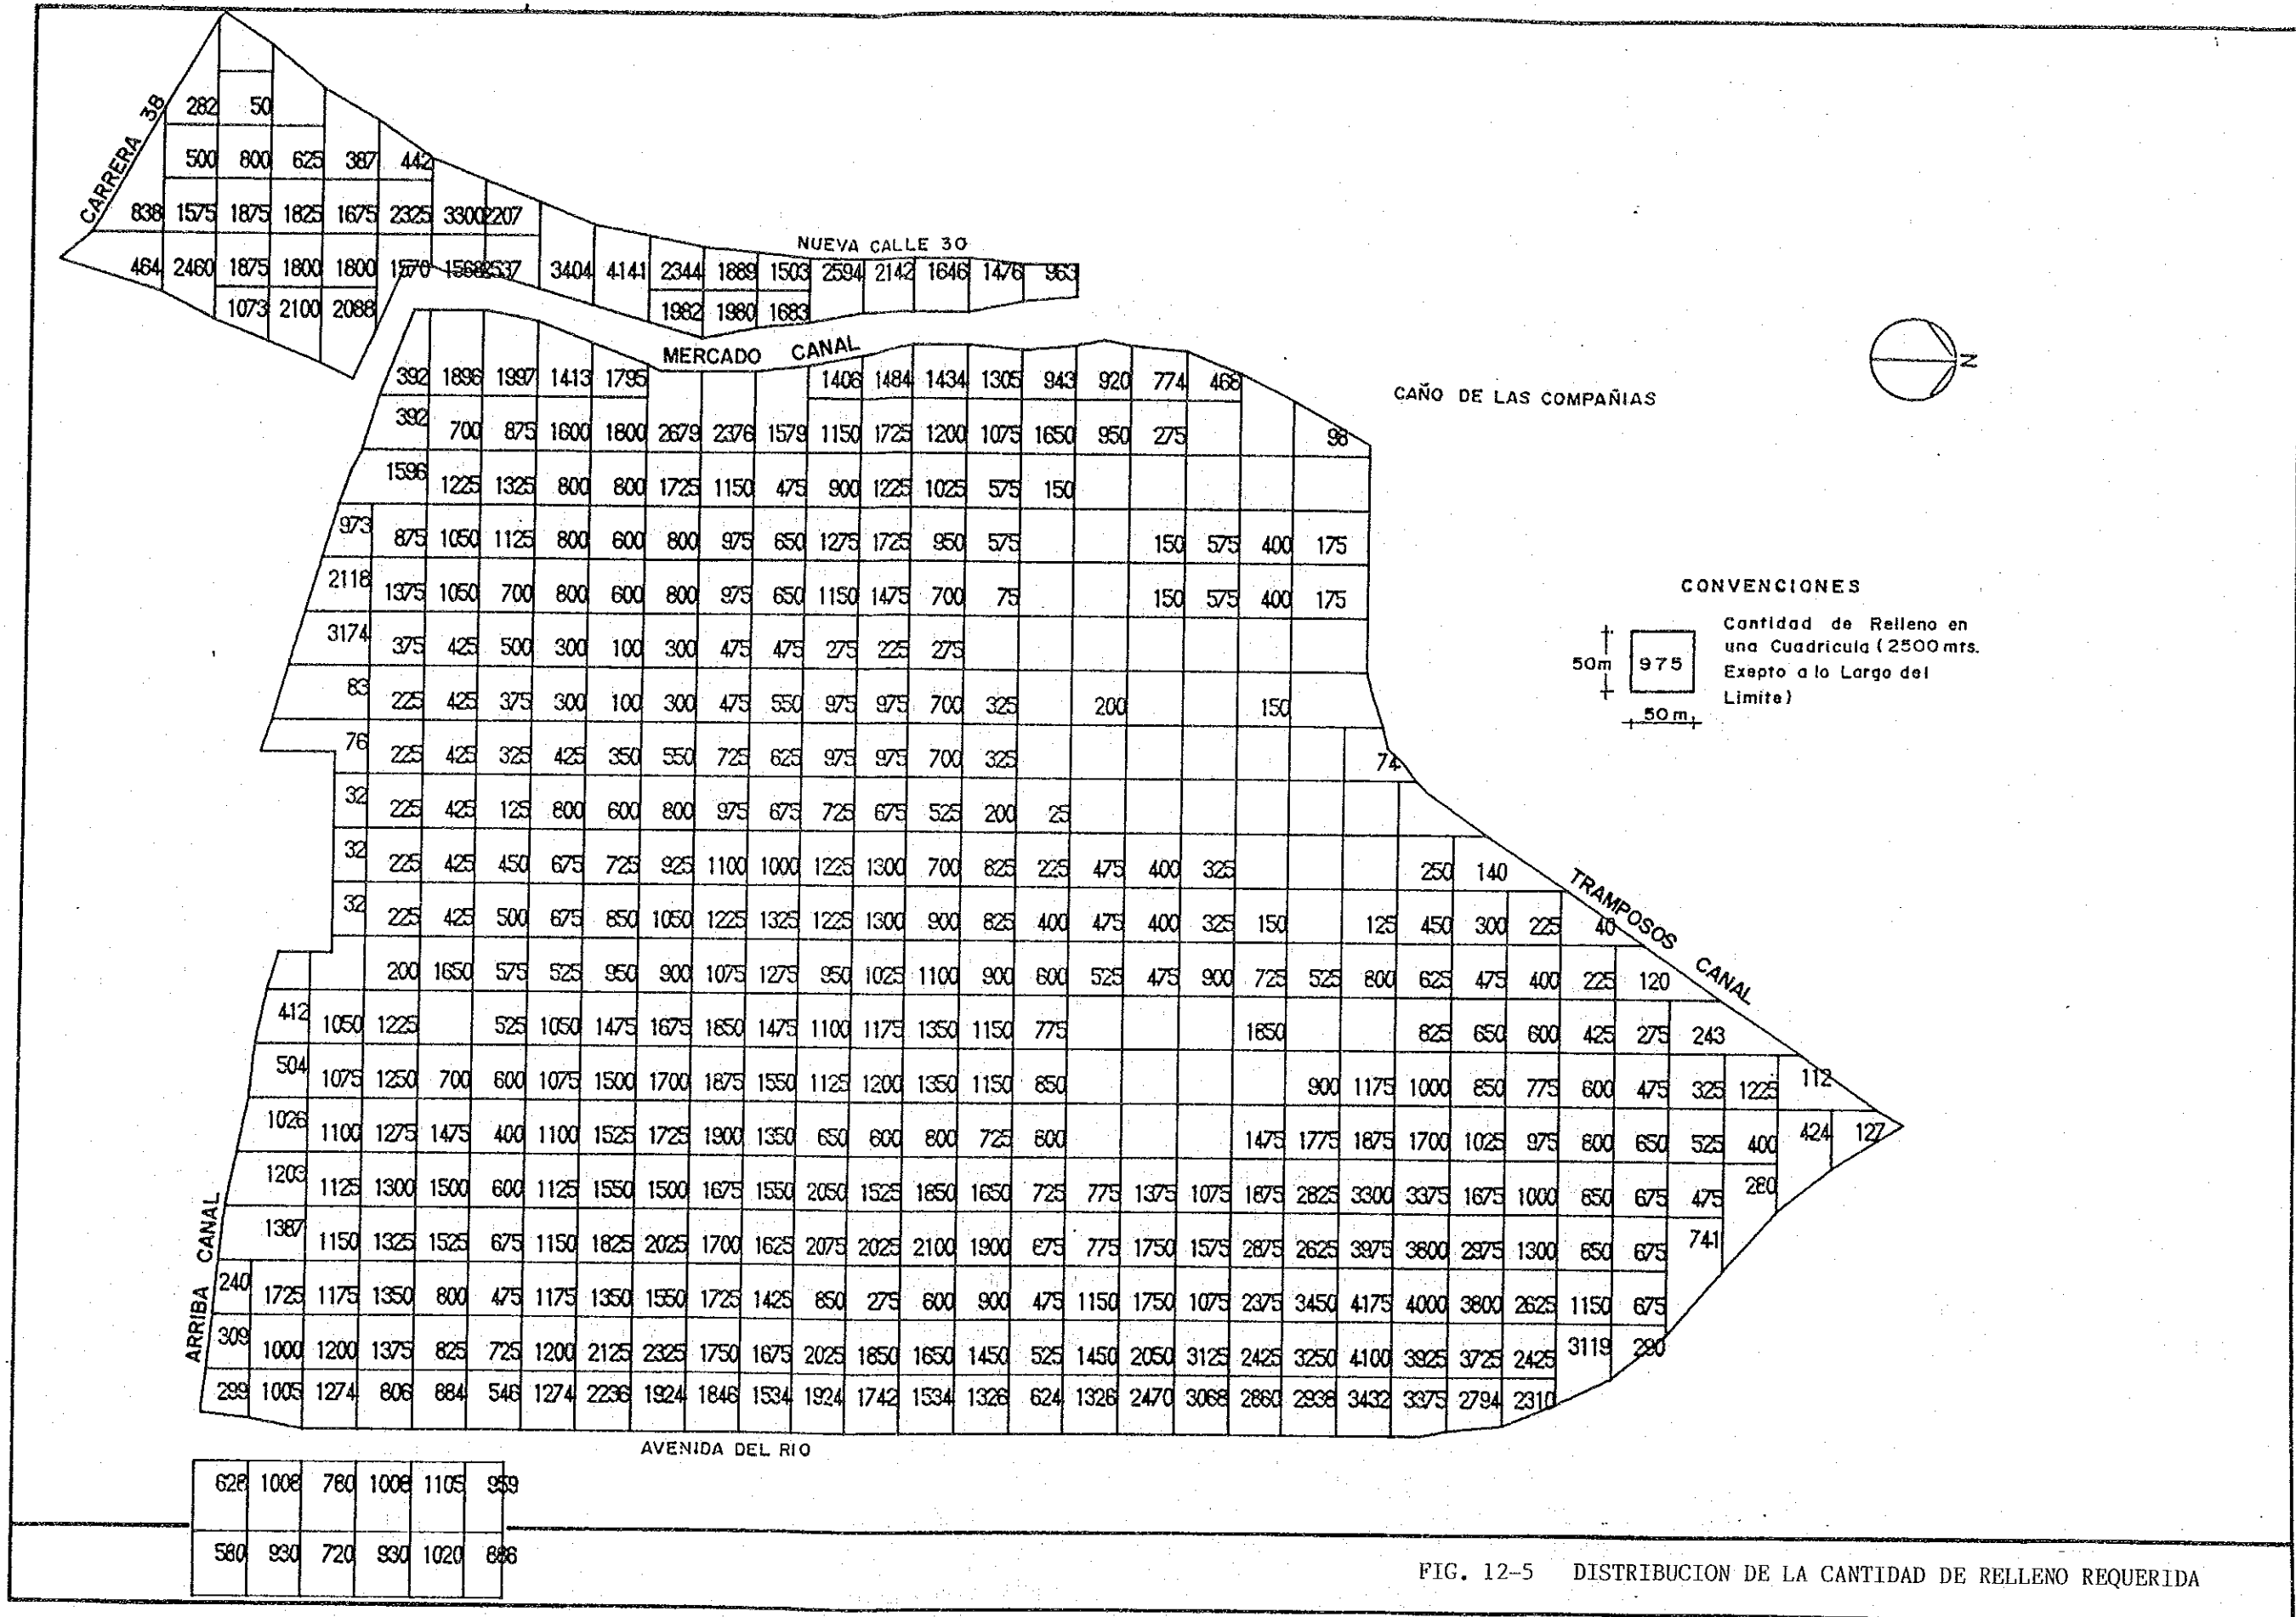 282 50
CARRERA 38
500 800 625 387 442
838 1575 1875 1825 1675 2325 3300 2207
NUEVA CALLE 30
464 2460 1875 1800 1800 1570 1568 2537 3404 4141 2344 1889 1503 2594 2142 1646 1476 963
1073 2100 2088 1982 1980 1683
MERCADO CANAL
N
392 1896 1997 1413 1795 1406 1484 1434 1305 943 920 774 468
CAÑO DE LAS COMPAÑIAS
392 700 875 1600 1800 2679 2376 1579 1150 1725 1200 1075 1650 950 275 98
1596 1225 1325 800 800 1725 1150 475 900 1225 1025 575 150
973 875 1050 1125 800 600 800 975 650 1275 1725 950 575 150 575 400 175
2118 1375 1050 700 800 600 800 975 650 1150 1475 700 75 150 575 400 175
CONVENCIONES
50m
975
50m
Cantidad de Relleno en
una Cuadricula (2500 mts.
Exepto a lo Largo del
Limite)
3174 375 425 500 300 100 300 475 475 275 225 275
83 225 425 375 300 100 300 475 550 975 975 700 325 200 150
76 225 425 325 425 350 550 725 625 975 975 700 325 74
32 225 425 125 800 600 800 975 675 725 675 525 200 25
32 225 425 450 675 725 925 1100 1000 1225 1300 700 825 225 475 400 325 250 140
TRAMPOSOS CANAL
32 225 425 500 675 850 1050 1225 1325 1225 1300 900 825 400 475 400 325 150 125 450 300 225 40
200 1650 575 525 950 900 1075 1275 950 1025 1100 900 600 525 475 900 725 525 800 625 475 400 225 120
412 1050 1225 525 1050 1475 1675 1850 1475 1100 1175 1350 1150 775 1650 825 650 600 425 275 243
504 1075 1250 700 600 1075 1500 1700 1875 1550 1125 1200 1350 1150 850 900 1175 1000 850 775 600 475 325 1225 112
1026 1100 1275 1475 400 1100 1525 1725 1900 1350 650 600 800 725 600 1475 1775 1875 1700 1025 975 800 650 525 400 424 127
1203 1125 1300 1500 600 1125 1550 1500 1675 1550 2050 1525 1850 1650 725 775 1375 1075 1875 2825 3300 3375 1675 1000 850 675 475 280
ARRIBA CANAL
1387 1150 1325 1525 675 1150 1825 2025 1700 1625 2075 2025 2100 1900 675 775 1750 1575 2875 2625 3975 3800 2975 1300 850 675 741
240 1725 1175 1350 800 475 1175 1350 1550 1725 1425 850 275 600 900 475 1150 1750 1075 2375 3450 4175 4000 3800 2625 1150 675
309 1000 1200 1375 825 725 1200 2125 2325 1750 1675 2025 1850 1650 1450 525 1450 2050 3125 2425 3250 4100 3925 3725 2425 3119 290
299 1005 1274 806 884 546 1274 2236 1924 1846 1534 1924 1742 1534 1326 624 1326 2470 3068 2860 2938 3432 3375 2794 2310
AVENIDA DEL RIO
628 1008 780 1008 1105 959
580 930 720 930 1020 886
FIG. 12-5 DISTRIBUCION DE LA CANTIDAD DE RELLENO REQUERIDA